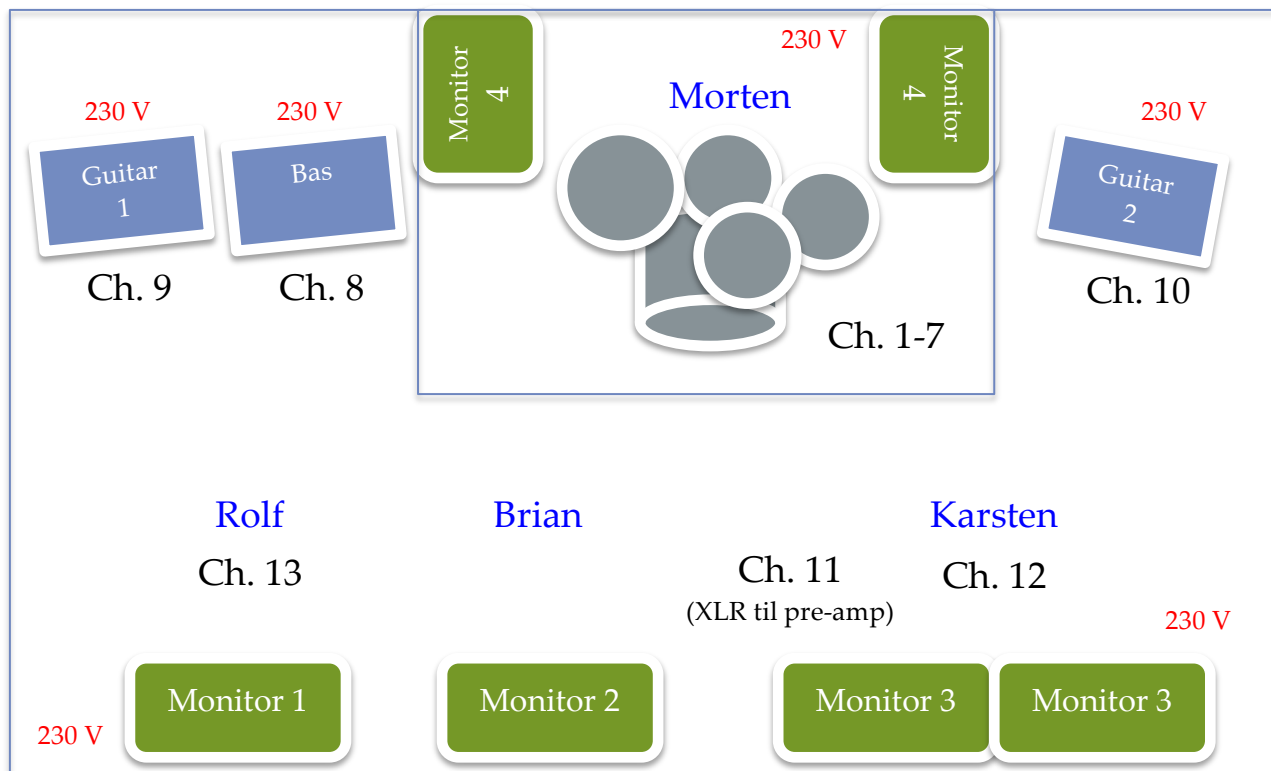 230 V
Monitor
4
Monitor
4
Morten
230 V
230 V
230 V
Guitar
1
Bas
Guitar
2
Ch. 9
Ch. 8
Ch. 10
Ch. 1-7
Rolf
Brian
Karsten
Ch. 13
Ch. 11
(XLR til pre-amp)
Ch. 12
230 V
Monitor 1
Monitor 2
Monitor 3
Monitor 3
230 V